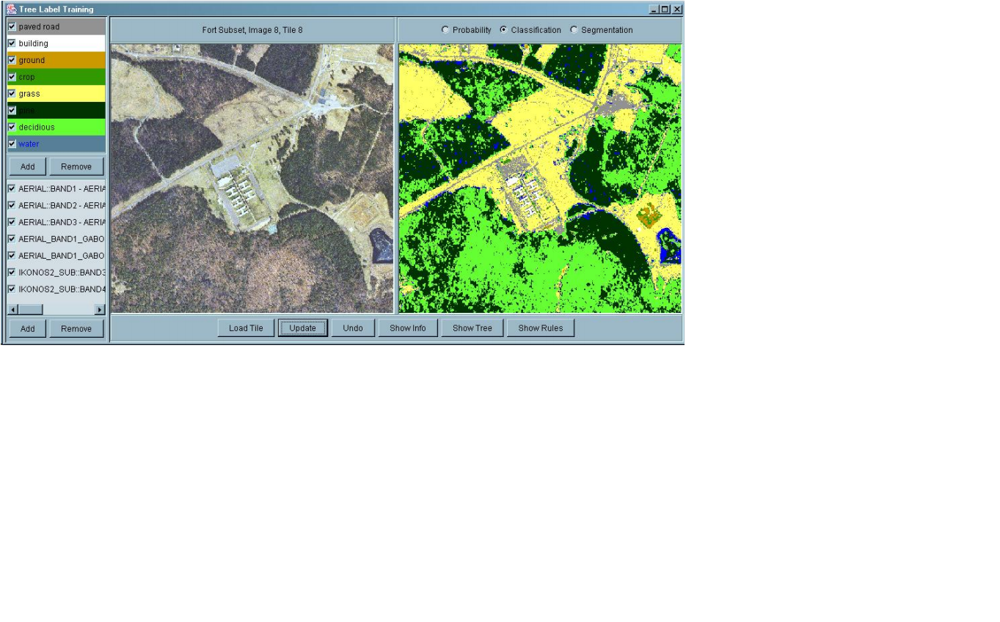 Tree Label Training
paved road
building
ground
crop
grass
pine
decidious
water
Add Remove
AERIAL::BAND1 - AERIA
AERIAL::BAND2 - AERIA
AERIAL::BAND3 - AERIA
AERIAL_BAND1_GABO
AERIAL_BAND1_GABO
IKONOS2_SUB::BAND3
IKONOS2_SUB::BAND4
Add Remove
Fort Subset, Image 8, Tile 8
Probability Classification Segmentation
Load Tile Update Undo Show Info Show Tree Show Rules